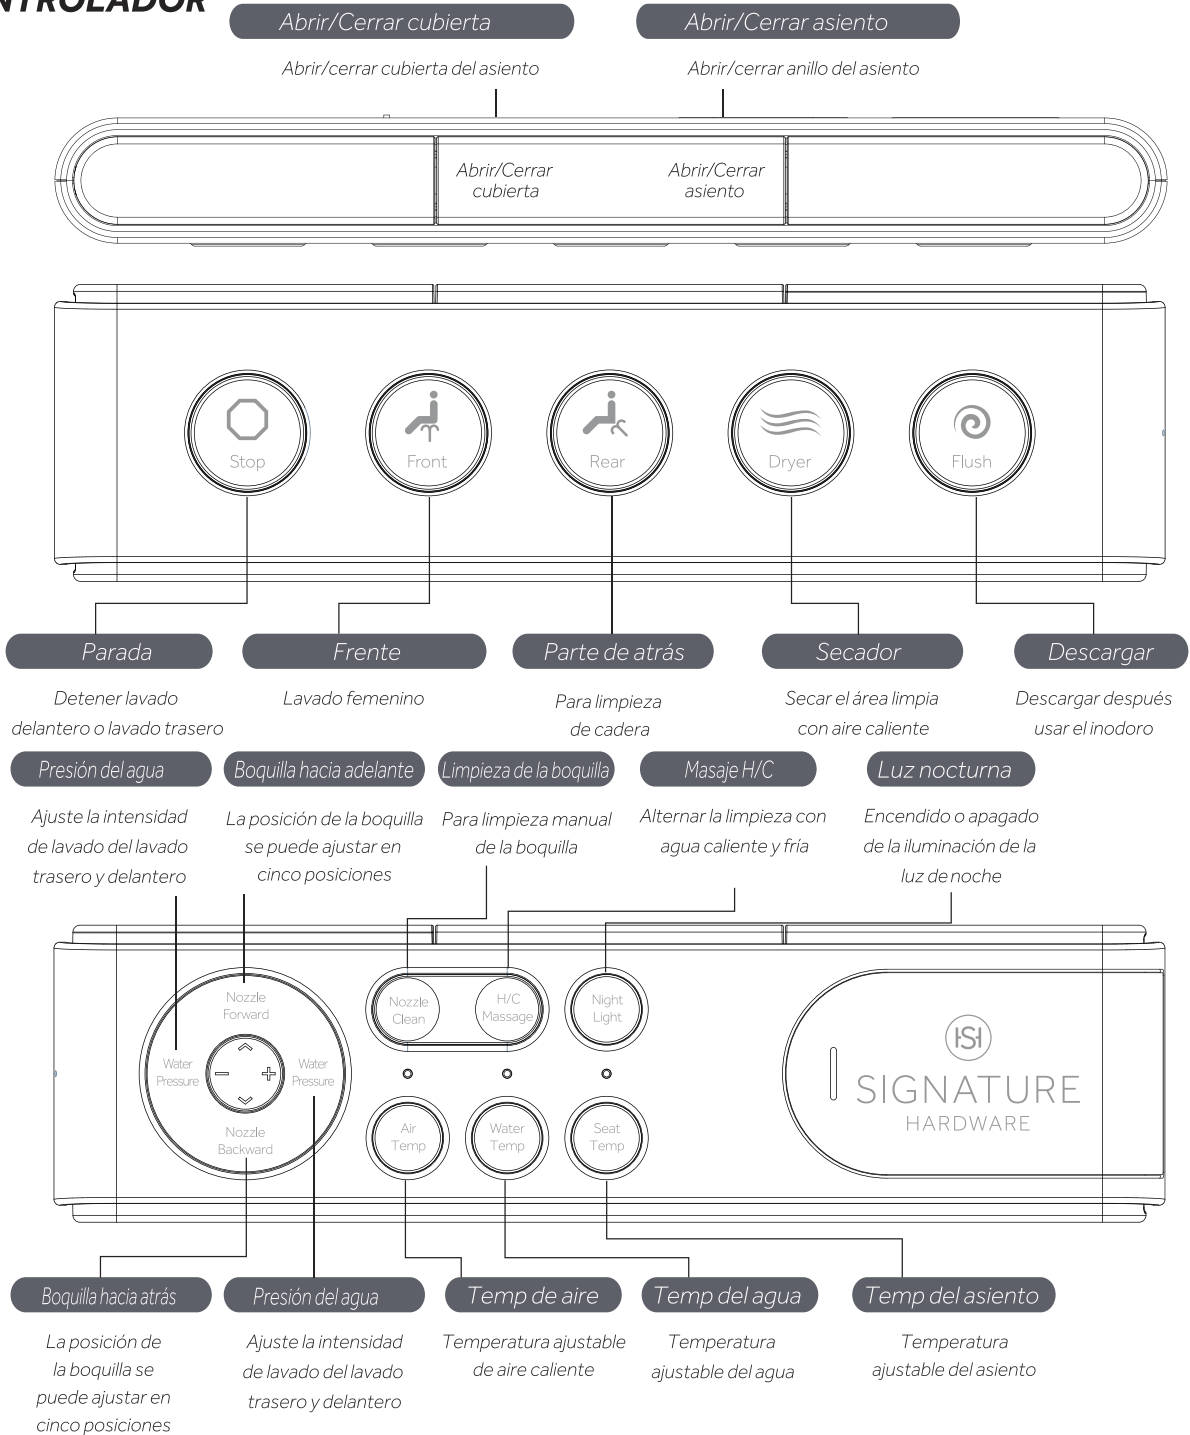 NTROLADOR
Abrir/Cerrar cubierta
Abrir/Cerrar asiento
Abrir/cerrar cubierta del asiento
Abrir/cerrar anillo del asiento
Abrir/Cerrar
cubierta
Abrir/Cerrar
asiento
Stop
Front
Rear
Dryer
Flush
Parada
Frente
Parte de atrás
Secador
Descargar
Detener lavado
delantero o lavado trasero
Lavado femenino
Para limpieza
de cadera
Secar el área limpia
con aire caliente
Descargar después
usar el inodoro
Presión del agua
Boquilla hacia adelante
Limpieza de la boquilla
Masaje H/C
Luz nocturna
Ajuste la intensidad
de lavado del lavado
trasero y delantero
La posición de la boquilla
se puede ajustar en
cinco posiciones
Para limpieza manual
de la boquilla
Alternar la limpieza con
agua caliente y fría
Encendido o apagado
de la iluminación de la
luz de noche
Nozzle
Forward
Water
Pressure
Water
Pressure
Nozzle
Backward
Nozzle
Clean
H/C
Massage
Night
Light
Air
Temp
Water
Temp
Seat
Temp
HS
SIGNATURE
HARDWARE
Boquilla hacia atrás
Presión del agua
Temp de aire
Temp del agua
Temp del asiento
La posición de
la boquilla se
puede ajustar en
cinco posiciones
Ajuste la intensidad
de lavado del lavado
trasero y delantero
Temperatura ajustable
de aire caliente
Temperatura
ajustable del agua
Temperatura
ajustable del asiento